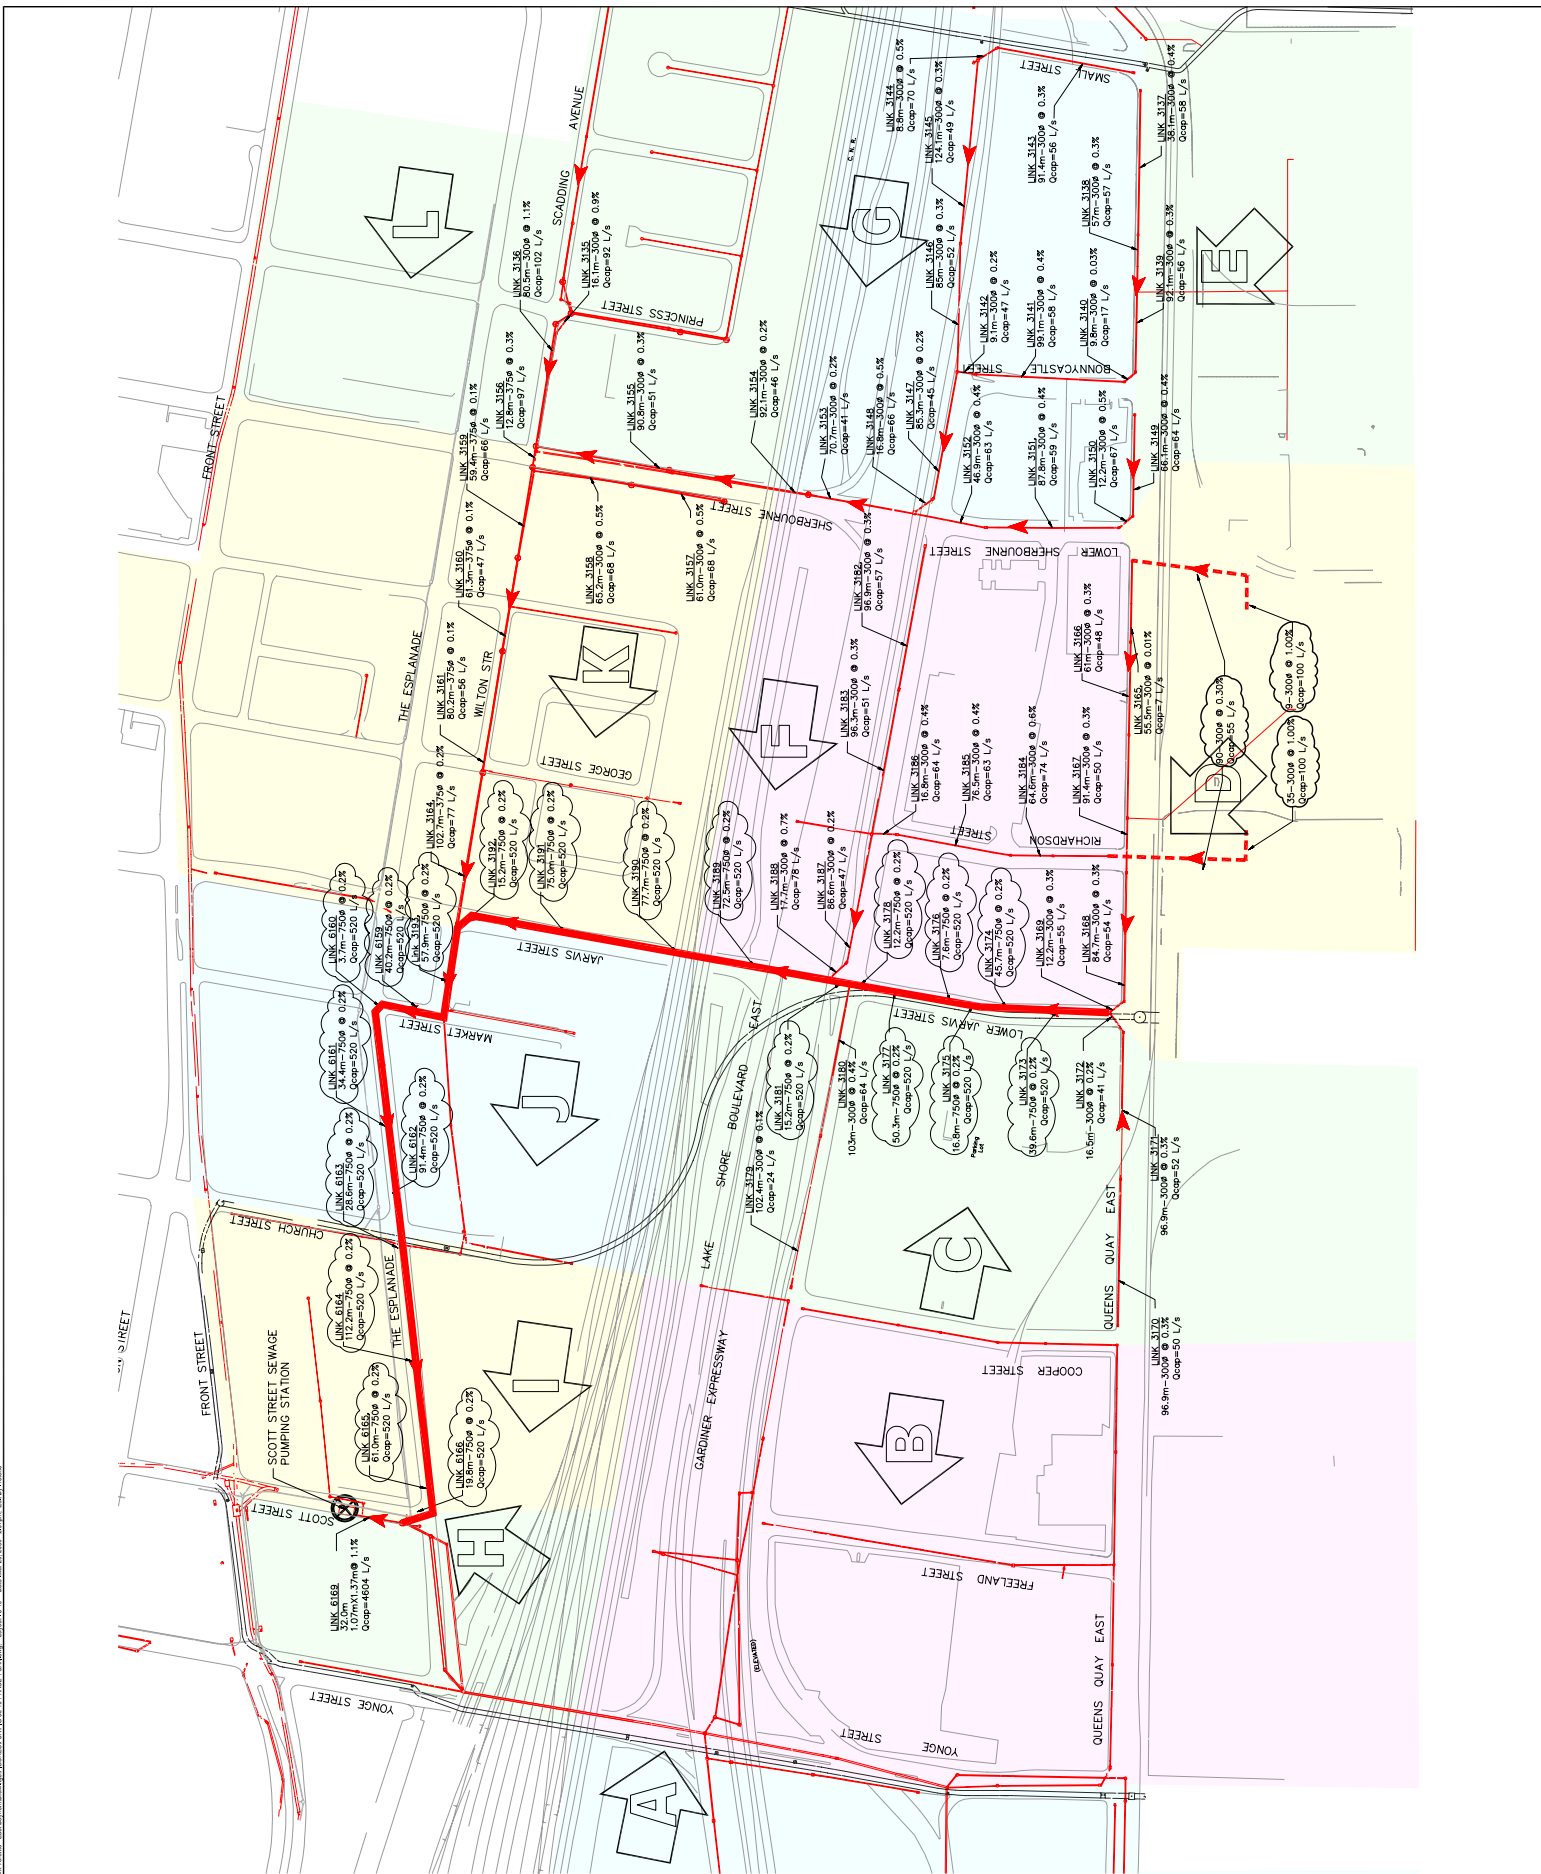 LINK 3144
8.8m-300ø @ 0.5%
Qcap=70 L/s
LINK 3145
124.1m-300ø @ 0.3%
Qcap=49 L/s
SMALL STREET
LINK 3137
38.1m-300ø @ 0.4%
Qcap=58 L/s
LINK 3143
91.4m-300ø @ 0.3%
Qcap=56 L/s
LINK 3138
57m-300ø @ 0.3%
Qcap=57 L/s
AVENUE
SCADDING
C.N.R.
L
G
E
LINK 3136
80.5m-300ø @ 1.1%
Qcap=102 L/s
LINK 3135
16.1m-300ø @ 0.9%
Qcap=92 L/s
PRINCESS STREET
LINK 3146
85m-300ø @ 0.3%
Qcap=52 L/s
LINK 3142
9.1m-300ø @ 0.2%
Qcap=47 L/s
LINK 3141
99.1m-300ø @ 0.4%
Qcap=58 L/s
LINK 3140
9.8m-300ø @ 0.03%
Qcap=17 L/s
LINK 3139
92.1m-300ø @ 0.3%
Qcap=56 L/s
BONNYCASTLE STREET
FRONT STREET
LINK 3156
12.8m-375ø @ 0.3%
Qcap=97 L/s
LINK 3159
59.4m-375ø @ 0.1%
Qcap=66 L/s
LINK 3155
90.8m-300ø @ 0.3%
Qcap=51 L/s
LINK 3154
92.1m-300ø @ 0.2%
Qcap=46 L/s
LINK 3153
70.7m-300ø @ 0.2%
Qcap=41 L/s
LINK 3148
16.8m-300ø @ 0.5%
Qcap=66 L/s
LINK 3147
85.3m-300ø @ 0.2%
Qcap=45 L/s
LINK 3152
46.9m-300ø @ 0.4%
Qcap=63 L/s
LINK 3151
87.8m-300ø @ 0.4%
Qcap=59 L/s
LINK 3150
12.2m-300ø @ 0.5%
Qcap=67 L/s
LINK 3149
66.1m-300ø @ 0.4%
Qcap=64 L/s
SHERBOURNE STREET
LOWER SHERBOURNE STREET
LINK 3160
61.3m-375ø @ 0.1%
Qcap=47 L/s
LINK 3158
65.2m-300ø @ 0.5%
Qcap=68 L/s
LINK 3157
61.0m-300ø @ 0.5%
Qcap=68 L/s
LINK 3182
96.9m-300ø @ 0.3%
Qcap=57 L/s
THE ESPLANADE
WILTON STR
K
F
D
LINK 3161
80.2m-375ø @ 0.1%
Qcap=56 L/s
LINK 3183
96.3m-300ø @ 0.3%
Qcap=51 L/s
LINK 3166
61m-300ø @ 0.3%
Qcap=48 L/s
LINK 3165
55.5m-300ø @ 0.01%
Qcap=7 L/s
90-300ø @ 0.30%
Qcap=55 L/s
9-300ø @ 1.00%
Qcap=100 L/s
35-300ø @ 1.00%
Qcap=100 L/s
GEORGE STREET
LINK 3186
16.8m-300ø @ 0.4%
Qcap=64 L/s
LINK 3185
76.5m-300ø @ 0.4%
Qcap=63 L/s
LINK 3184
64.6m-300ø @ 0.6%
Qcap=74 L/s
LINK 3167
91.4m-300ø @ 0.3%
Qcap=50 L/s
RICHARDSON STREET
LINK 3164
102.7m-375ø @ 0.2%
Qcap=77 L/s
LINK 3192
15.2m-750ø @ 0.2%
Qcap=520 L/s
LINK 3191
75.0m-750ø @ 0.2%
Qcap=520 L/s
LINK 3190
77.7m-750ø @ 0.2%
Qcap=520 L/s
LINK 3189
72.5m-750ø @ 0.2%
Qcap=520 L/s
LINK 3188
17.7m-300ø @ 0.7%
Qcap=78 L/s
LINK 3187
86.6m-300ø @ 0.2%
Qcap=47 L/s
LINK 3178
12.2m-750ø @ 0.2%
Qcap=520 L/s
LINK 3176
7.6m-750ø @ 0.2%
Qcap=520 L/s
LINK 3174
45.7m-750ø @ 0.2%
Qcap=520 L/s
LINK 3169
12.2m-300ø @ 0.3%
Qcap=55 L/s
LINK 3168
84.7m-300ø @ 0.3%
Qcap=54 L/s
LINK 6160
3.7m-750ø @ 0.2%
Qcap=520 L/s
LINK 6159
40.2m-750ø @ 0.2%
Qcap=520 L/s
Link 3193
57.9m-750ø @ 0.2%
Qcap=520 L/s
JARVIS STREET
LOWER JARVIS STREET
MARKET STREET
LINK 6161
34.4m-750ø @ 0.2%
Qcap=520 L/s
LINK 6162
91.4m-750ø @ 0.2%
Qcap=520 L/s
LINK 6163
28.6m-750ø @ 0.2%
Qcap=520 L/s
J
LAKE SHORE BOULEVARD EAST
LINK 3181
15.2m-750ø @ 0.2%
Qcap=520 L/s
LINK 3180
103m-300ø @ 0.4%
Qcap=64 L/s
LINK 3177
50.3m-750ø @ 0.2%
Qcap=520 L/s
LINK 3175
16.8m-750ø @ 0.2%
Qcap=520 L/s
Parking
Lot
LINK 3173
39.6m-750ø @ 0.2%
Qcap=520 L/s
LINK 3172
16.5m-300ø @ 0.2%
Qcap=41 L/s
LINK 3171
96.9m-300ø @ 0.3%
Qcap=52 L/s
LINK 3179
102.4m-300ø @ 0.1%
Qcap=24 L/s
CHURCH STREET
C
QUEENS QUAY EAST
LINK 3170
96.9m-300ø @ 0.3%
Qcap=50 L/s
LINK 6164
112.2m-750ø @ 0.2%
Qcap=520 L/s
THE ESPLANADE
FRONT STREET
SCOTT STREET SEWAGE
PUMPING STATION
I
GARDINER EXPRESSWAY
COOPER STREET
B
LINK 6165
61.0m-750ø @ 0.2%
Qcap=520 L/s
LINK 6166
19.8m-750ø @ 0.2%
Qcap=520 L/s
SCOTT STREET
H
LINK 6169
32.0m
1.07mX1.37m@ 1.1%
Qcap=4604 L/s
FREELAND STREET
(ELEVATED)
YONGE STREET
YONGE STREET
QUEENS QUAY EAST
A